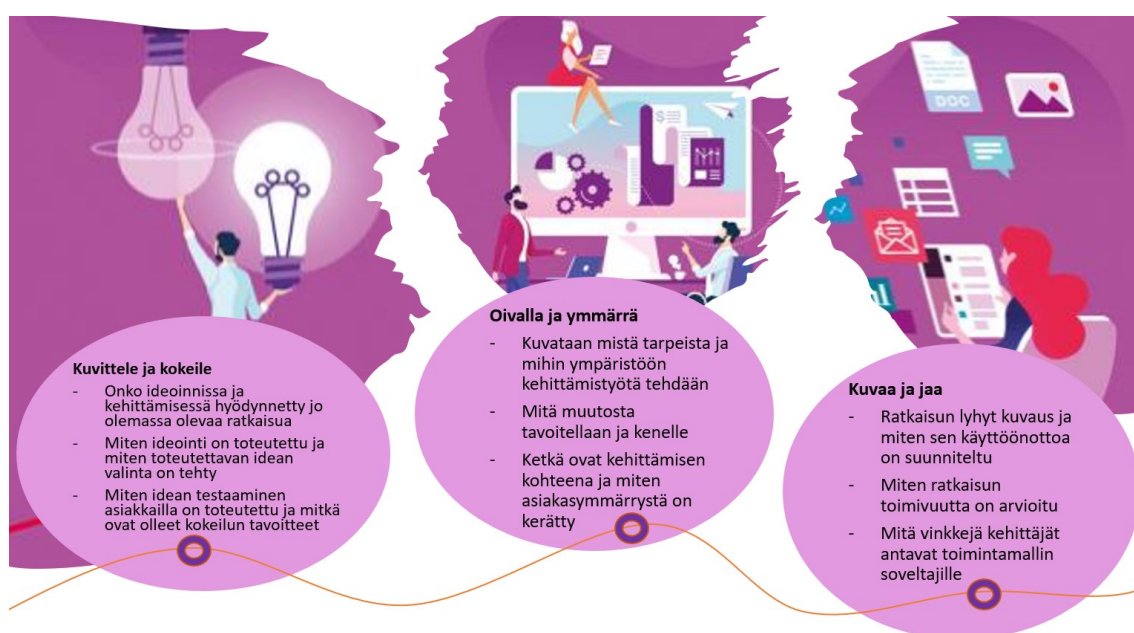 Kuvittele ja kokeile
- Onko ideoinnissa ja
kehittämisessä hyödynnetty jo
olemassa olevaa ratkaisua
- Miten ideointi on toteutettu ja
miten toteutettavan idean
valinta on tehty
- Miten idean testaaminen
asiakkailla on toteutettu ja mitkä
ovat olleet kokeilun tavoitteet
Oivalla ja ymmärrä
- Kuvataan mistä tarpeista ja
mihin ympäristöön
kehittämistyötä tehdään
- Mitä muutosta
tavoitellaan ja kenelle
- Ketkä ovat kehittämisen
kohteena ja miten
asiakasymmärrystä on
kerätty
DOC
Kuvaa ja jaa
- Ratkaisun lyhyt kuvaus ja
miten sen käyttöönottoa
on suunniteltu
- Miten ratkaisun
toimivuutta on arvioitu
- Mitä vinkkejä kehittäjät
antavat toimintamallin
soveltajille